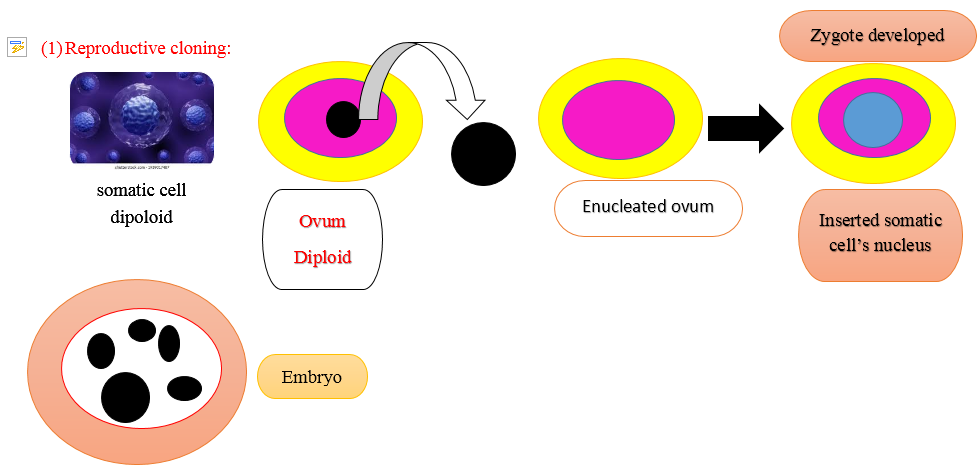 (1) Reproductive cloning:
Zygote developed
somatic cell
dipoloid
Ovum
Diploid
Enucleated ovum
Inserted somatic
cell's nucleus
Embryo